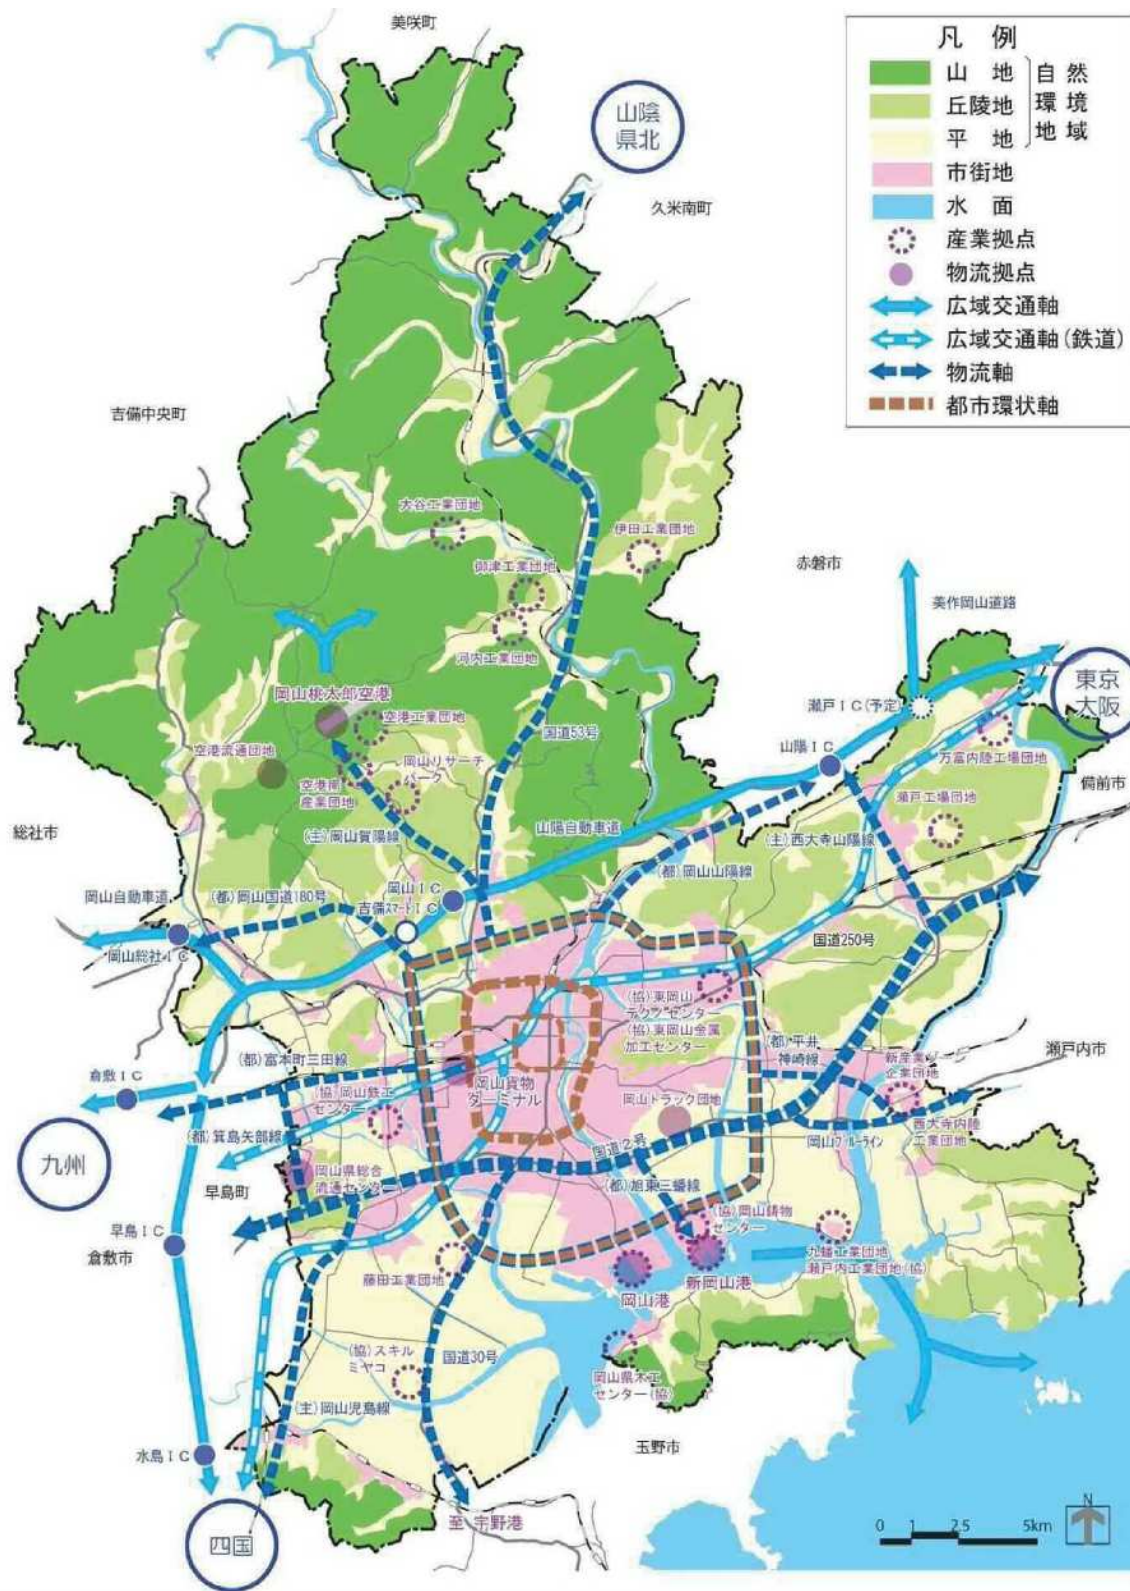 凡 例
山 地
丘陵地
平 地
自然
環境
地域
市街地
水 面
産業拠点
物流拠点
広域交通軸
広域交通軸(鉄道)
物流軸
都市環状軸
美咲町
山陰
県北
久米南町
吉備中央町
大谷工業団地
伊田工業団地
御津工業団地
河内工業団地
赤磐市
美作岡山道路
東京
大阪
瀬戸IC(予定)
岡山桃太郎空港
空港工業団地
国道53号
空港流通団地
岡山リサーチ
パーク
空港南
産業団地
山陽IC
万富内陸工場団地
備前市
瀬戸工場団地
総社市
(主)岡山賀陽線
山陽自動車道
(主)西大寺山陽線
(都)岡山山陽線
岡山自動車道
(都)岡山国道180号
岡山IC
吉備スマートIC
岡山総社IC
国道250号
(協)東岡山
テクノセンター
(協)東岡山金属
加工センター
(都)平井
神崎線
瀬戸内市
新産業ゾーン
企業団地
(都)富本町三田線
倉敷IC
(協)岡山鉄工
センター
岡山貨物
ターミナル
岡山トラック団地
西大寺内陸
工業団地
岡山ブルーライン
(都)箕島矢部線
九州
国道2号
岡山県総合
流通センター
早島町
(都)旭東三蟠線
(協)岡山鋳物
センター
早島IC
倉敷市
九蟠工業団地
瀬戸内工業団地(協)
藤田工業団地
岡山港
新岡山港
(協)スキル
ミヤコ
国道30号
岡山県木工
センター(協)
(主)岡山児島線
水島IC
玉野市
四国
至 宇野港
N
0 1 2.5 5km